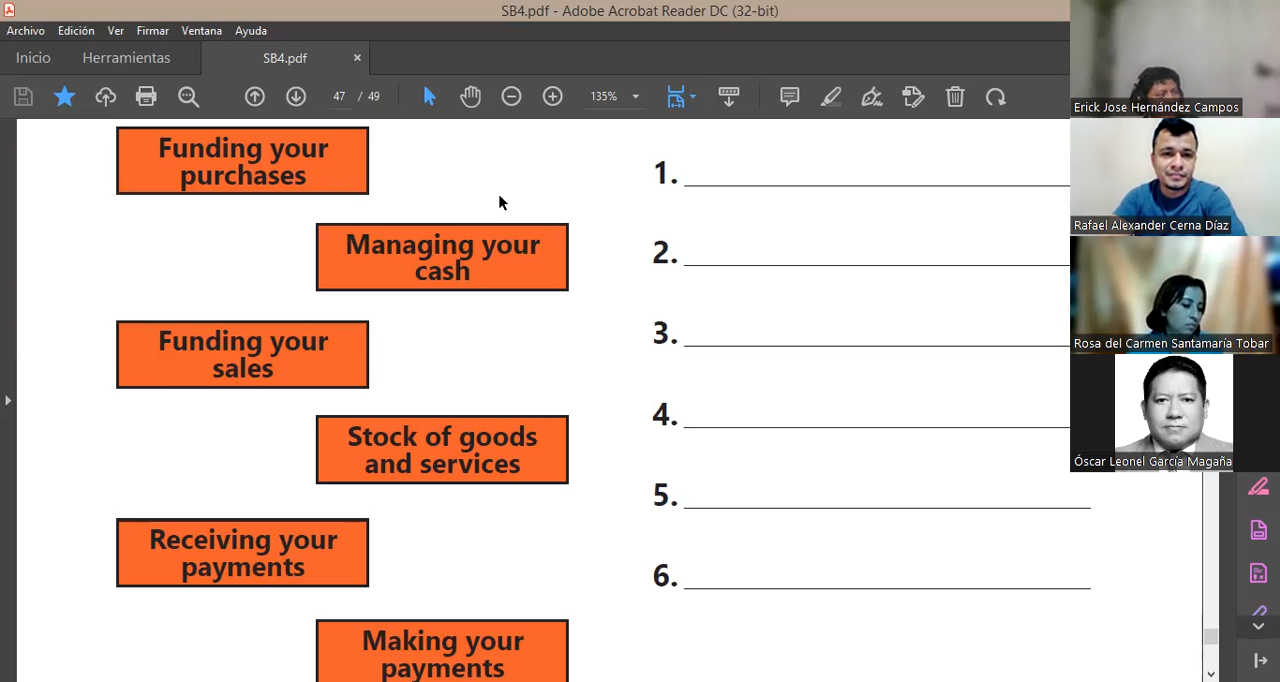 SB4.pdf - Adobe Acrobat Reader DC (32-bit)
Archivo Edición Ver Firmar Ventana Ayuda
Inicio Herramientas SB4.pdf ×
47 / 49 135%
Funding your
purchases
Managing your
cash
Funding your
sales
Stock of goods
and services
Receiving your
payments
Making your
payments
1.
2.
3.
4.
5.
6.
Erick Jose Hernández Campos
Rafael Alexander Cerna Díaz
Rosa del Carmen Santamaría Tobar
Óscar Leonel García Magaña